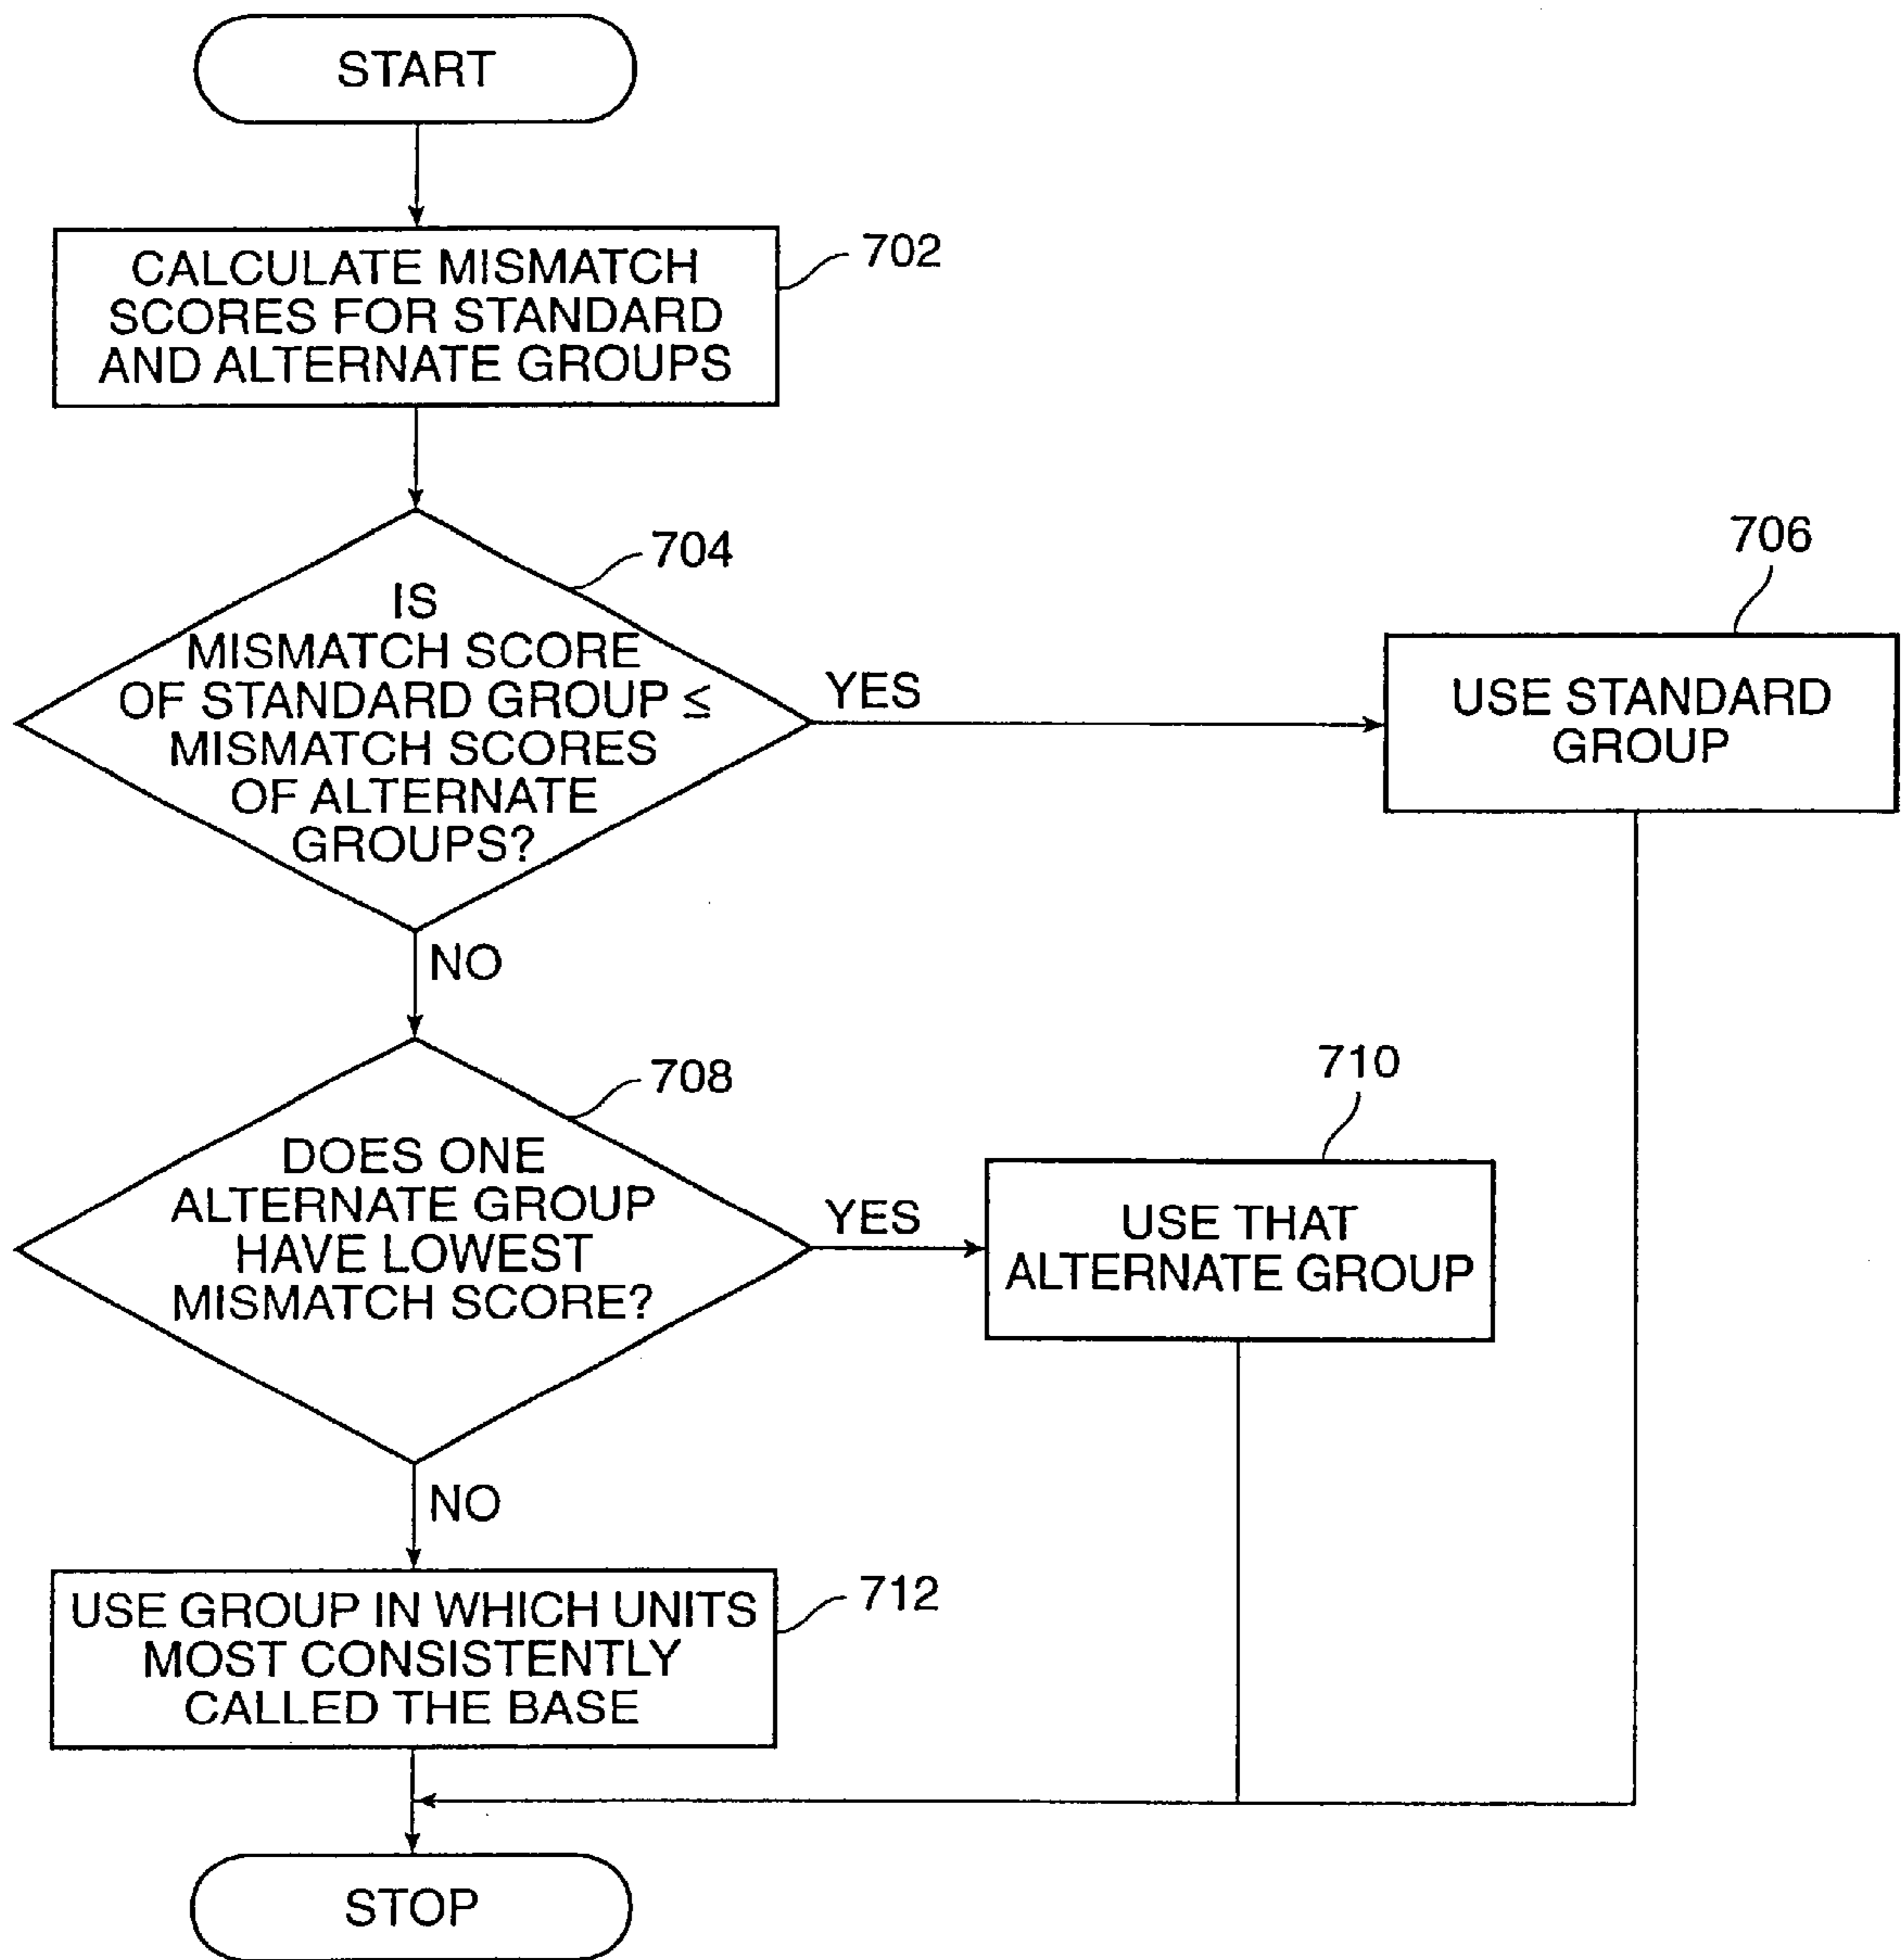 START
CALCULATE MISMATCH
SCORES FOR STANDARD
AND ALTERNATE GROUPS
702
704
IS
MISMATCH SCORE
OF STANDARD GROUP ≤
MISMATCH SCORES
OF ALTERNATE
GROUPS?
YES
706
USE STANDARD
GROUP
NO
708
DOES ONE
ALTERNATE GROUP
HAVE LOWEST
MISMATCH SCORE?
YES
710
USE THAT
ALTERNATE GROUP
NO
USE GROUP IN WHICH UNITS
MOST CONSISTENTLY
CALLED THE BASE
712
STOP